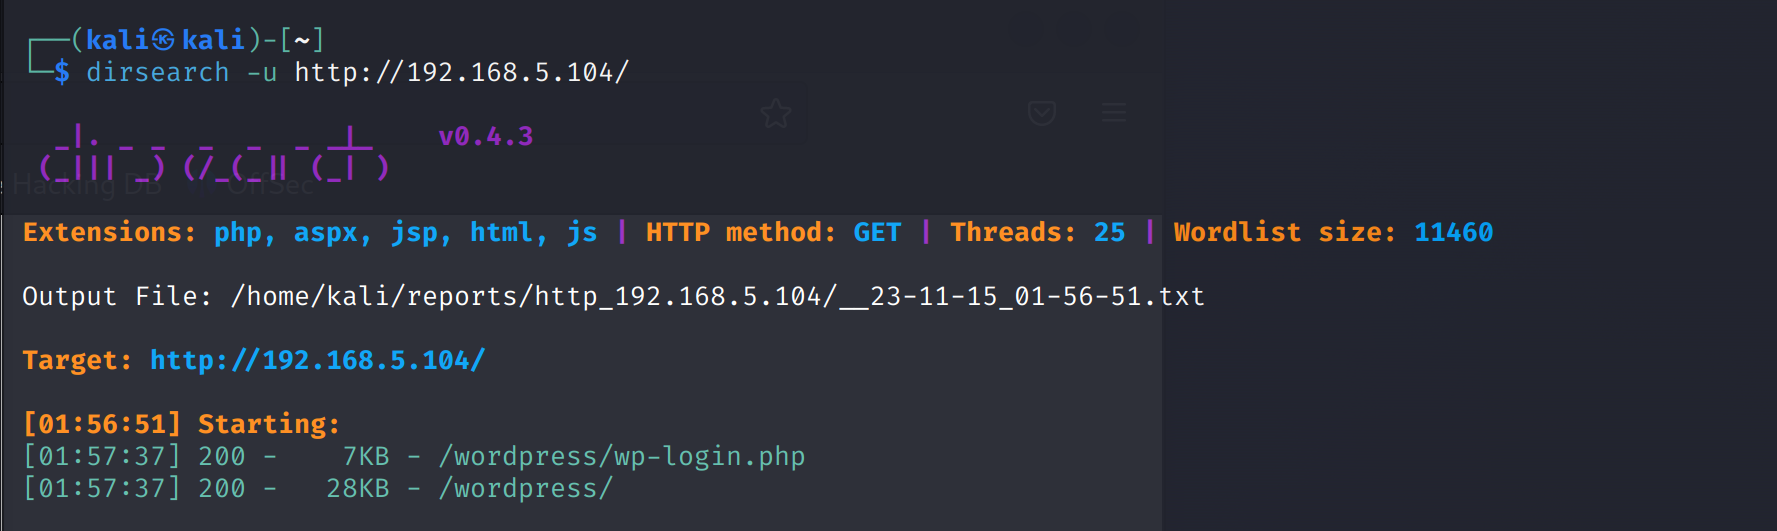 ┌──(kali㉿kali)-[~]
└─$ dirsearch -u http://192.168.5.104/
_|. _ _  _  _  _ _|_    v0.4.3
(_||| _) (/_(_|| (_| )
Hacking DB OffSec
Extensions: php, aspx, jsp, html, js | HTTP method: GET | Threads: 25 | Wordlist size: 11460
Output File: /home/kali/reports/http_192.168.5.104/__23-11-15_01-56-51.txt
Target: http://192.168.5.104/
[01:56:51] Starting:
[01:57:37] 200 -    7KB - /wordpress/wp-login.php
[01:57:37] 200 -   28KB - /wordpress/